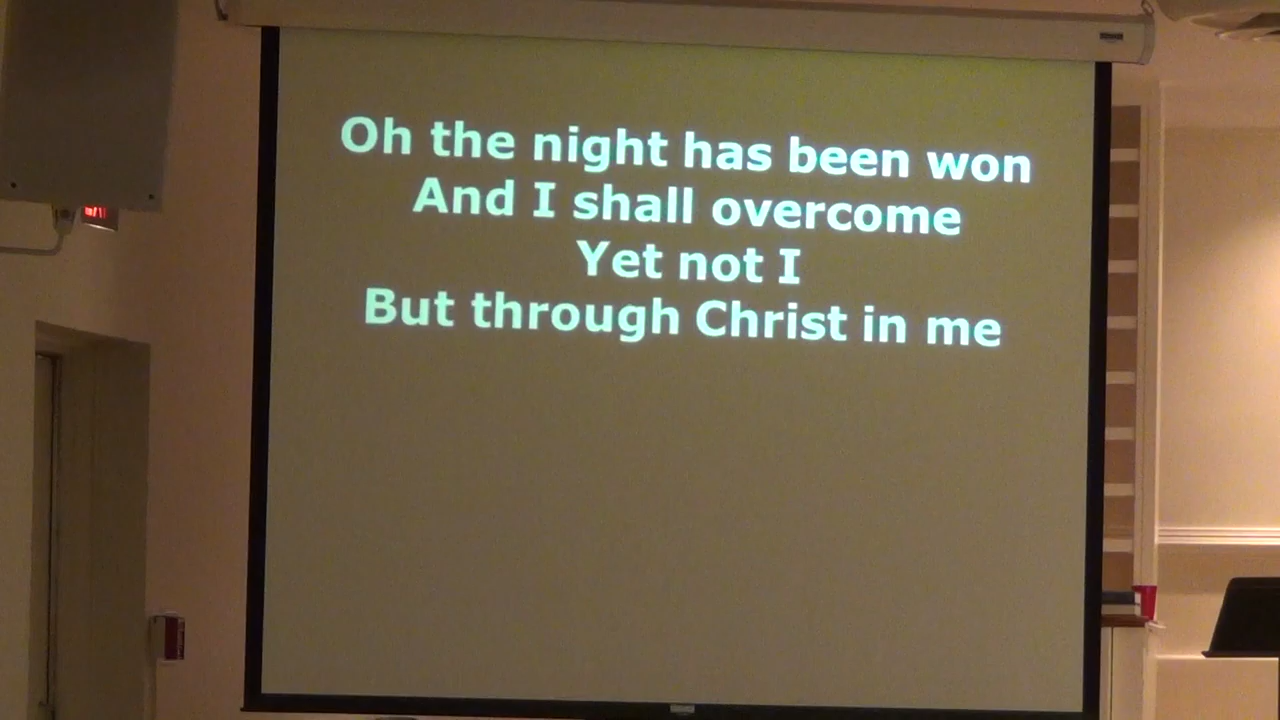 Oh the night has been won
And I shall overcome
Yet not I
But through Christ in me